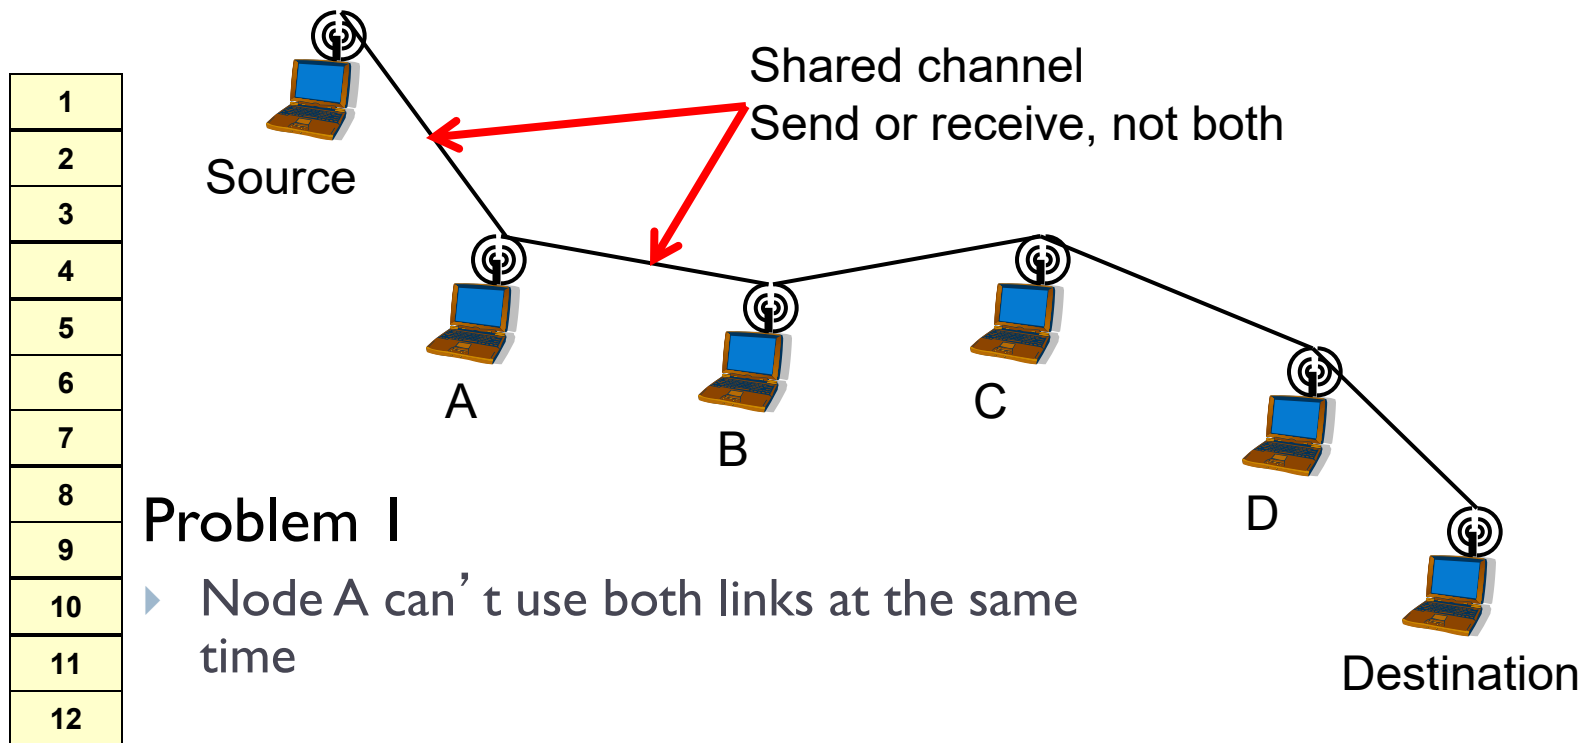 1
2
3
4
5
6
7
8
9
10
11
12
Shared channel
Send or receive, not both
Source
A
B
C
D
Destination
Problem 1
Node A can't use both links at the same
time